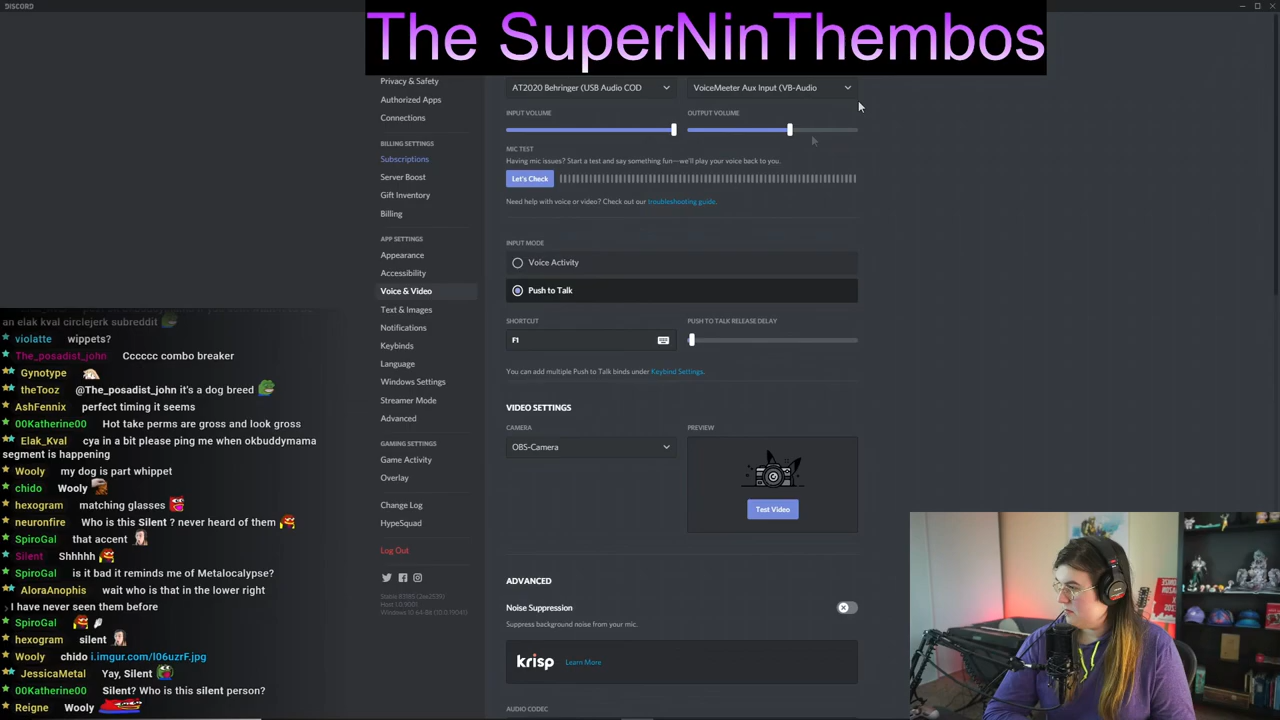 DISCORD
The SuperNinThembos
Privacy & Safety
Authorized Apps
Connections
BILLING SETTINGS
Subscriptions
Server Boost
Gift Inventory
Billing
APP SETTINGS
Appearance
Accessibility
Voice & Video
Text & Images
Notifications
Keybinds
Language
Windows Settings
Streamer Mode
Advanced
GAMING SETTINGS
Game Activity
Overlay
Change Log
HypeSquad
Log Out
AT2020 Behringer (USB Audio COD
VoiceMeeter Aux Input (VB-Audio
INPUT VOLUME
OUTPUT VOLUME
MIC TEST
Having mic issues? Start a test and say something fun—we'll play your voice back to you.
Let's Check
Need help with voice or video? Check out our troubleshooting guide.
INPUT MODE
Voice Activity
Push to Talk
SHORTCUT
PUSH TO TALK RELEASE DELAY
F1
You can add multiple Push to Talk binds under Keybind Settings.
VIDEO SETTINGS
CAMERA
PREVIEW
OBS-Camera
Test Video
ADVANCED
Noise Suppression
Suppress background noise from your mic.
krisp
Learn More
AUDIO CODEC
an elak kval circlejerk subreddit
violatte wippets?
The_posadist_john Cccccc combo breaker
Gynotype
theTooz @The_posadist_john it's a dog breed
AshFennix perfect timing it seems
00Katherine00 Hot take perms are gross and look gross
Elak_Kval cya in a bit please ping me when okbuddymama
segment is happening
Wooly my dog is part whippet
chido Wooly
hexogram matching glasses
neuronfire Who is this Silent ? never heard of them
SpiroGal that accent
Silent Shhhhh
SpiroGal is it bad it reminds me of Metalocalypse?
AloraAnophis wait who is that in the lower right
I have never seen them before
SpiroGal
hexogram silent
Wooly chido i.imgur.com/l06uzrF.jpg
JessicaMetal Yay, Silent
00Katherine00 Silent? Who is this silent person?
Reigne Wooly